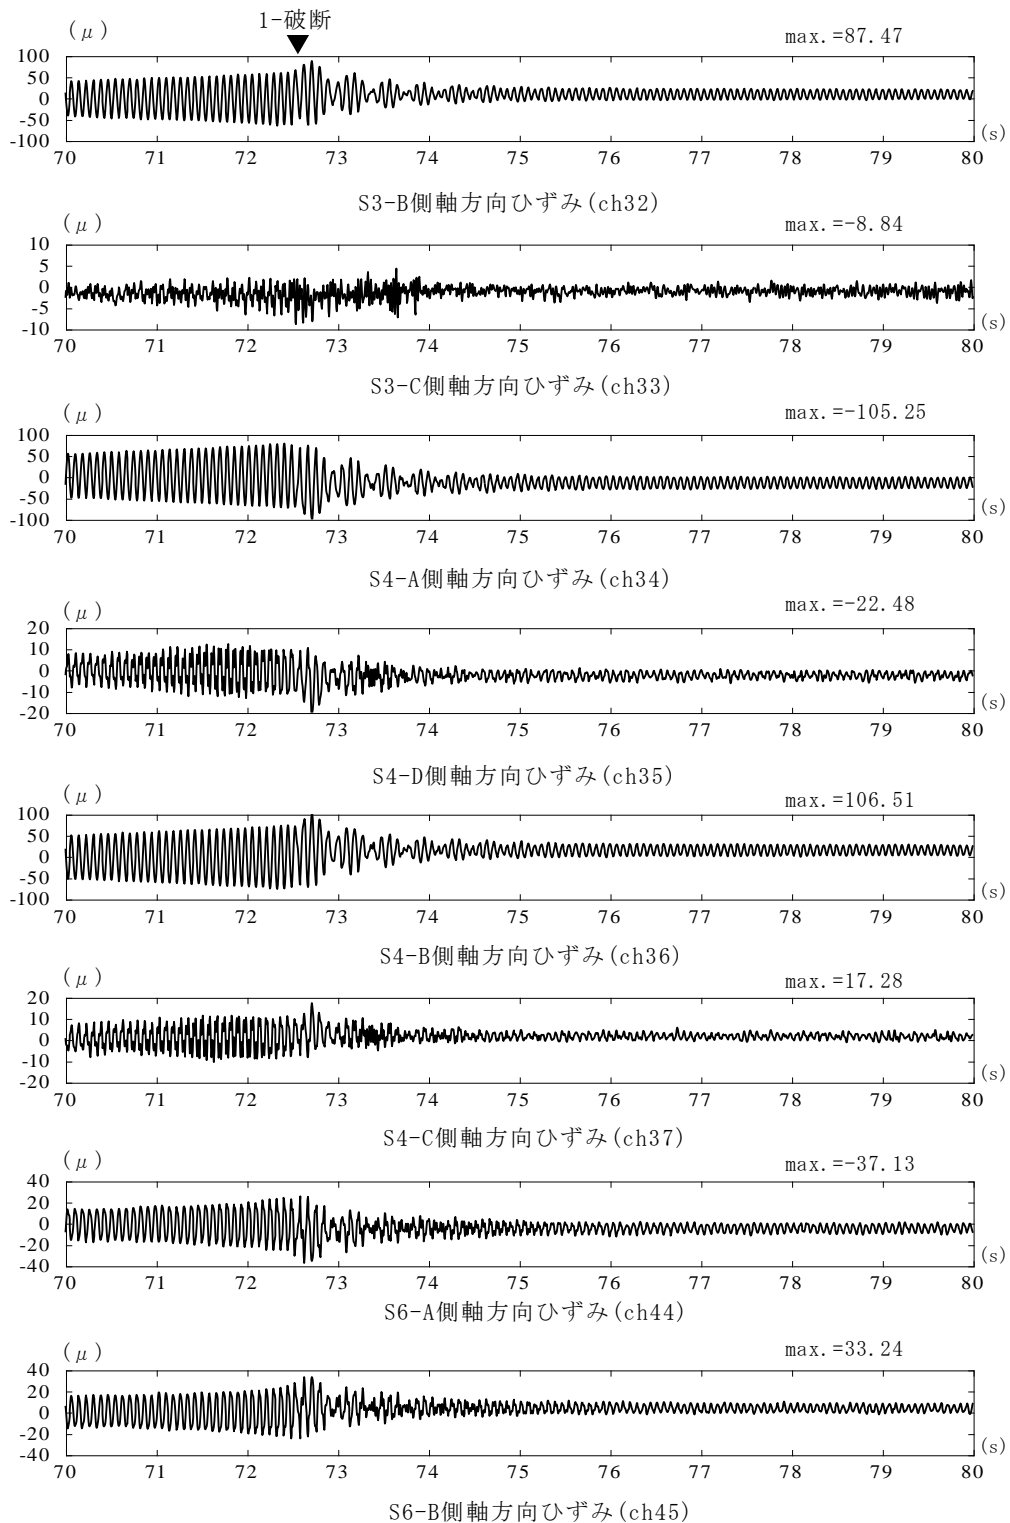 1-破断
(μ)
max.=87.47
100
50
0
-50
-100
(s)
70 71 72 73 74 75 76 77 78 79 80
S3-B側軸方向ひずみ(ch32)
(μ)
max.=-8.84
10
5
0
-5
-10
(s)
70 71 72 73 74 75 76 77 78 79 80
S3-C側軸方向ひずみ(ch33)
(μ)
max.=-105.25
100
50
0
-50
-100
(s)
70 71 72 73 74 75 76 77 78 79 80
S4-A側軸方向ひずみ(ch34)
(μ)
max.=-22.48
20
10
0
-10
-20
(s)
70 71 72 73 74 75 76 77 78 79 80
S4-D側軸方向ひずみ(ch35)
(μ)
max.=106.51
100
50
0
-50
-100
(s)
70 71 72 73 74 75 76 77 78 79 80
S4-B側軸方向ひずみ(ch36)
(μ)
max.=17.28
20
10
0
-10
-20
(s)
70 71 72 73 74 75 76 77 78 79 80
S4-C側軸方向ひずみ(ch37)
(μ)
max.=-37.13
40
20
0
-20
-40
(s)
70 71 72 73 74 75 76 77 78 79 80
S6-A側軸方向ひずみ(ch44)
(μ)
max.=33.24
40
20
0
-20
-40
(s)
70 71 72 73 74 75 76 77 78 79 80
S6-B側軸方向ひずみ(ch45)